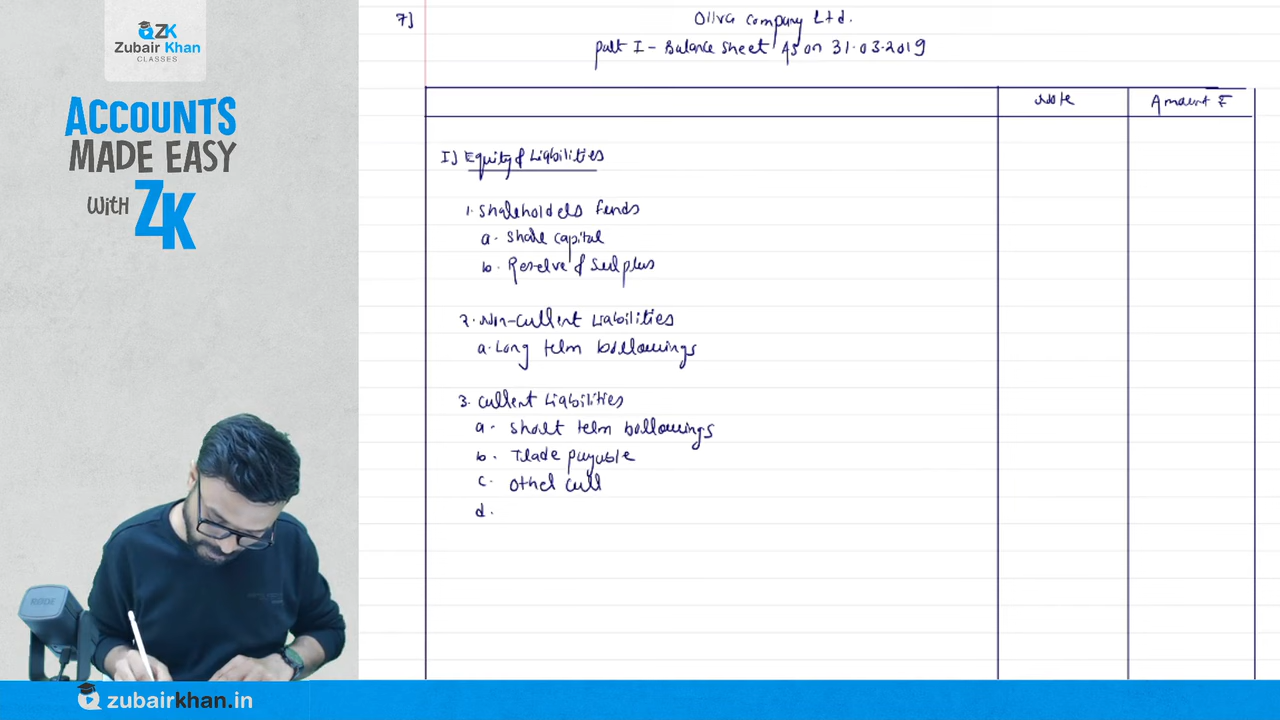 ZK
Zubair Khan
CLASSES
ACCOUNTS
MADE EASY
WITH ZK
RØDE
zubairkhan.in
7]
Oliva Company Ltd.
Part I - Balance Sheet As on 31.03.2019
Note
Amount ₹
I) Equity & Liabilities
1. Shareholders funds
a. Share capital
b. Reserve & Surplus
2. Non-current Liabilities
a. Long term borrowings
3. Current Liabilities
a. Short term borrowings
b. Trade payable
c. Other curr
d.